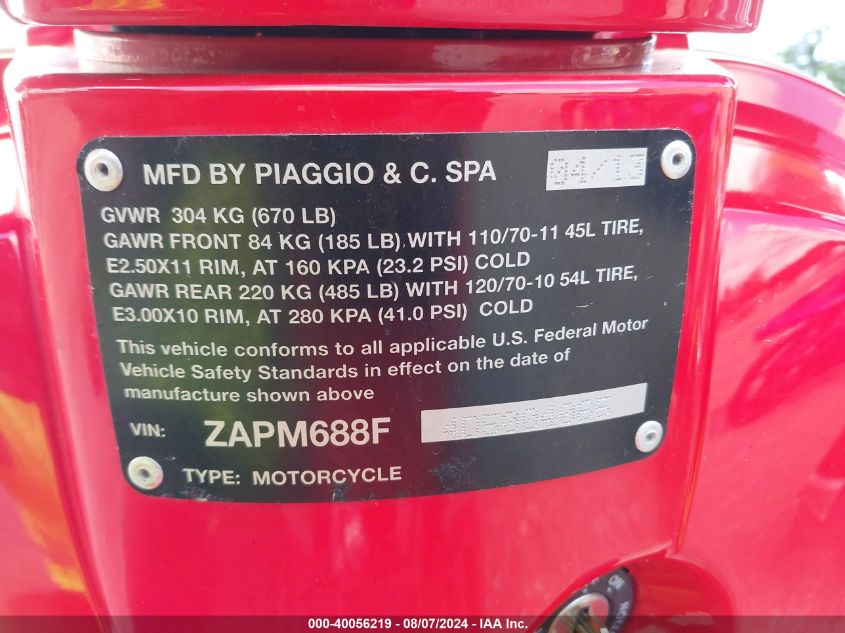 MFD BY PIAGGIO & C. SPA 04/13
GVWR 304 KG (670 LB)
GAWR FRONT 84 KG (185 LB) WITH 110/70-11 45L TIRE,
E2.50X11 RIM, AT 160 KPA (23.2 PSI) COLD
GAWR REAR 220 KG (485 LB) WITH 120/70-10 54L TIRE,
E3.00X10 RIM, AT 280 KPA (41.0 PSI) COLD
This vehicle conforms to all applicable U.S. Federal Motor
Vehicle Safety Standards in effect on the date of
manufacture shown above
VIN: ZAPM688F
TYPE: MOTORCYCLE
ON
000-40056219 - 08/07/2024 - IAA Inc.